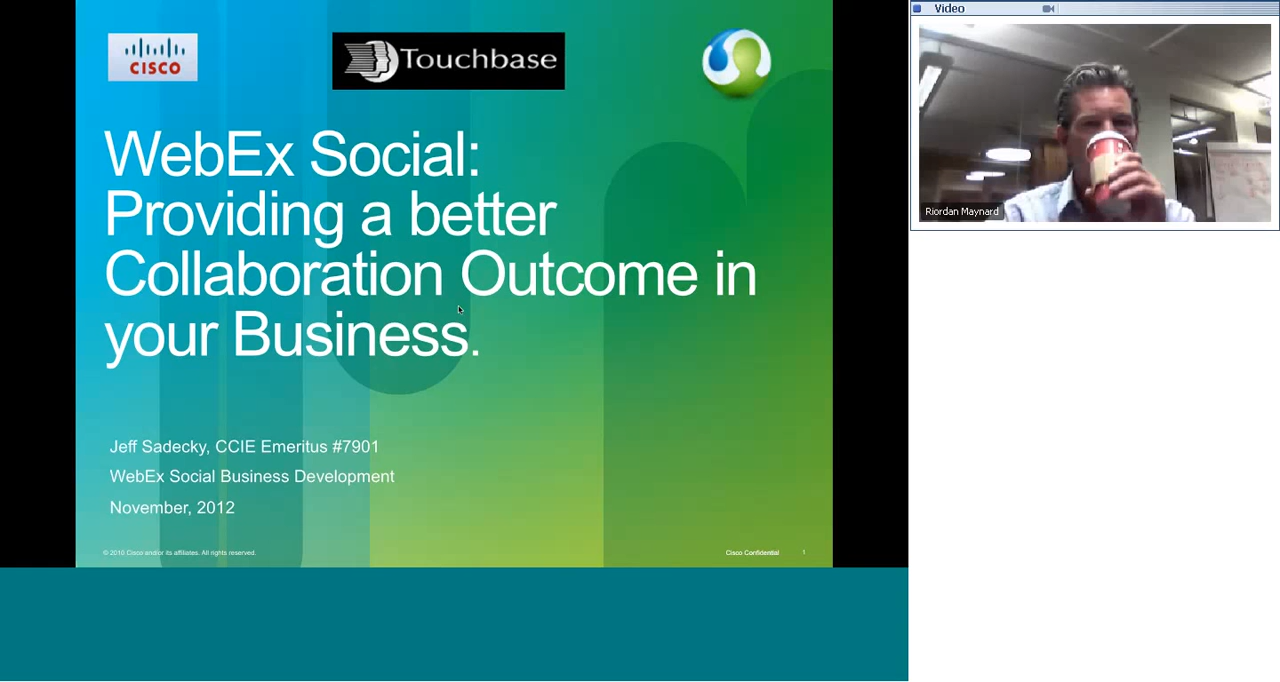 CISCO
Touchbase
WebEx Social:
Providing a better
Collaboration Outcome in
your Business.
Jeff Sadecky, CCIE Emeritus #7901
WebEx Social Business Development
November, 2012
© 2010 Cisco and/or its affiliates. All rights reserved.
Cisco Confidential
1
Video
Riordan Maynard